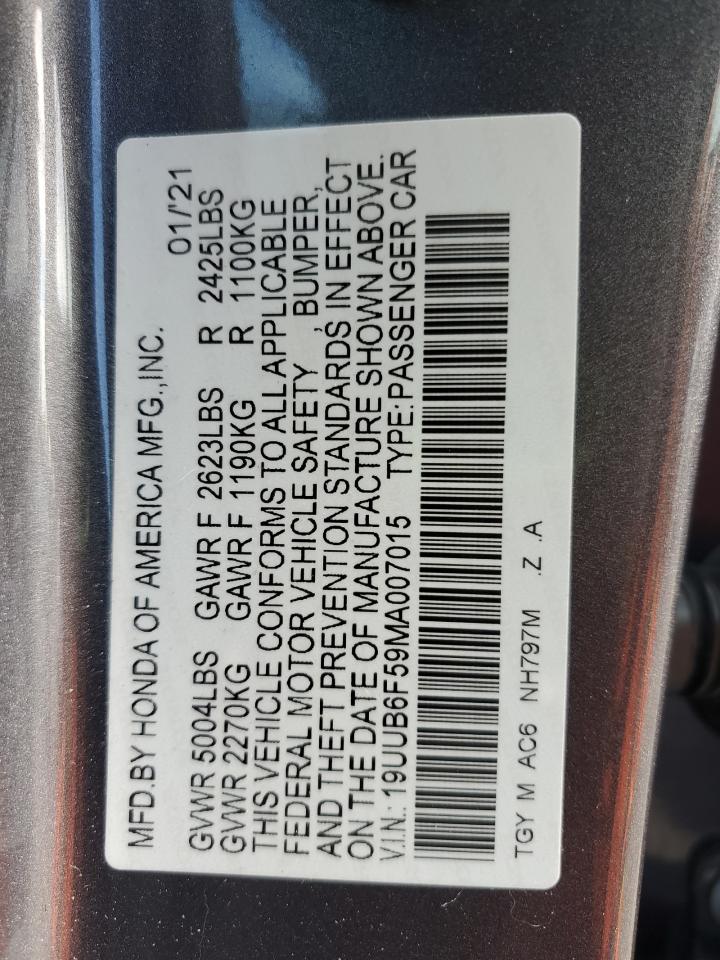 MFD.BY HONDA OF AMERICA MFG.,INC.
01/'21
GVWR 5004LBS GAWR F 2623LBS R 2425LBS
GVWR 2270KG GAWR F 1190KG R 1100KG
THIS VEHICLE CONFORMS TO ALL APPLICABLE
FEDERAL MOTOR VEHICLE SAFETY , BUMPER,
AND THEFT PREVENTION STANDARDS IN EFFECT
ON THE DATE OF MANUFACTURE SHOWN ABOVE.
V.I.N.: 19UUB6F59MA007015 TYPE:PASSENGER CAR
TGY M AC6 NH797M .Z .A